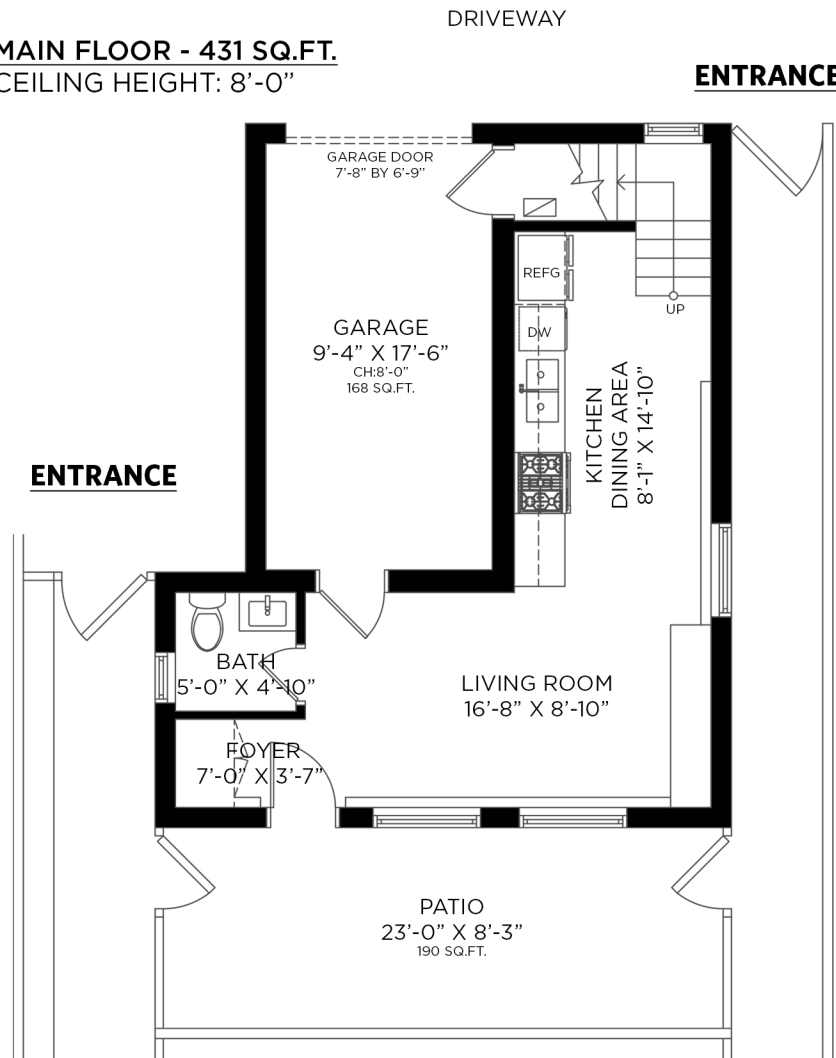 DRIVEWAY
MAIN FLOOR - 431 SQ.FT.
CEILING HEIGHT: 8’-0”
ENTRANCE
GARAGE DOOR
7’-8” BY 6’-9”
REFG
UP
DW
GARAGE
9’-4” X 17’-6”
CH:8’-0”
168 SQ.FT.
KITCHEN
DINING AREA
8’-1” X 14’-10”
ENTRANCE
BATH
5’-0” X 4’-10”
LIVING ROOM
16’-8” X 8’-10”
FOYER
7’-0” X 3’-7”
PATIO
23’-0” X 8’-3”
190 SQ.FT.